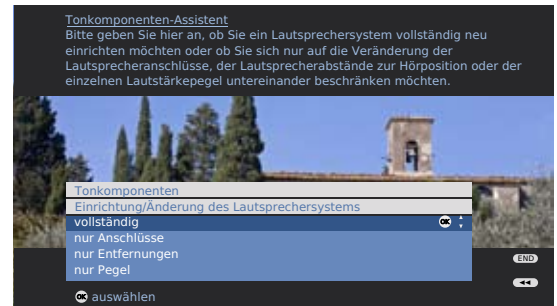 Tonkomponenten-Assistent
Bitte geben Sie hier an, ob Sie ein Lautsprechersystem vollständig neu
einrichten möchten oder ob Sie sich nur auf die Veränderung der
Lautsprecheranschlüsse, der Lautsprecherabstände zur Hörposition oder der
einzelnen Lautstärkepegel untereinander beschränken möchten.
Tonkomponenten
Einrichtung/Änderung des Lautsprechersystems
vollständig OK
nur Anschlüsse
nur Entfernungen
nur Pegel
END
OK auswählen